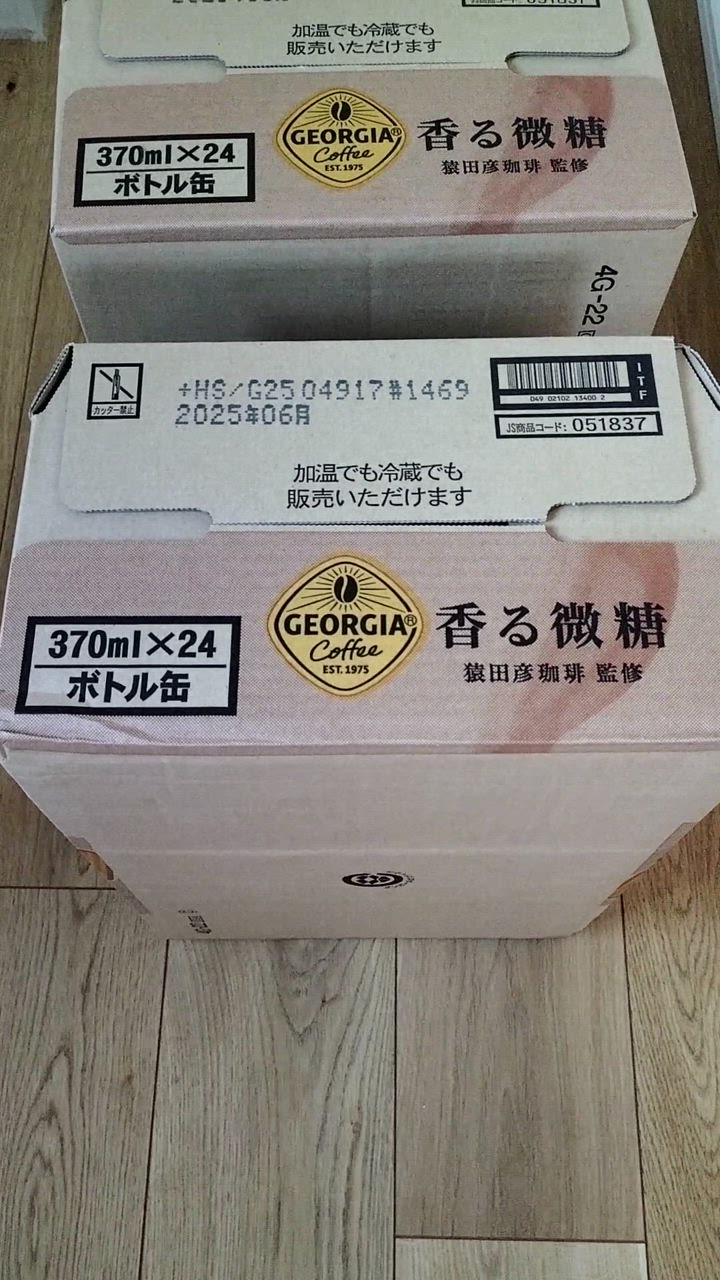 加温でも冷蔵でも
販売いただけます
370ml×24
ボトル缶
GEORGIA®
Coffee
EST. 1975
香る微糖
猿田彦珈琲 監修
4G-22
カッター禁止
+HS/G25 04917#1469
2025年06月
ITF
049 02102 13400 2
JS商品コード: 051837
加温でも冷蔵でも
販売いただけます
370ml×24
ボトル缶
GEORGIA®
Coffee
EST. 1975
香る微糖
猿田彦珈琲 監修